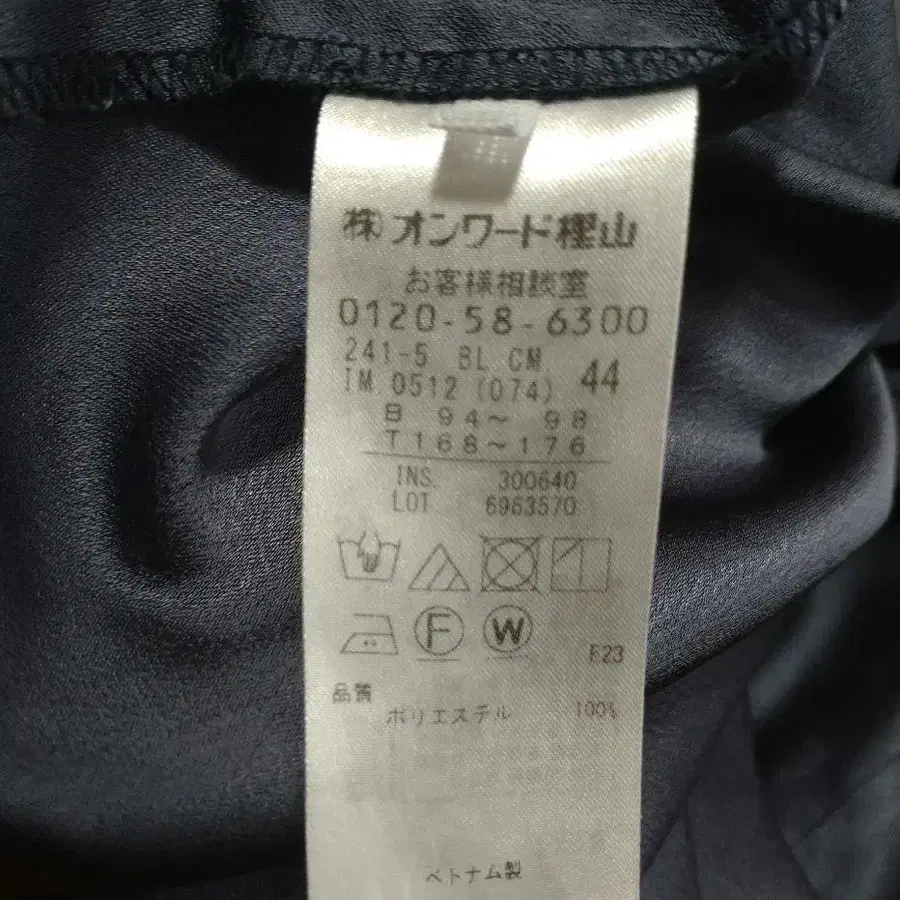 ㈱オンワード樫山
お客様相談室
0120-58-6300
241-5 BL.CM.
IM.0512 (074) 44
B 94～ 98
T168～176
INS. 300640
LOT 6963570
F W
F23
品質
ポリエステル 100%
ベトナム製